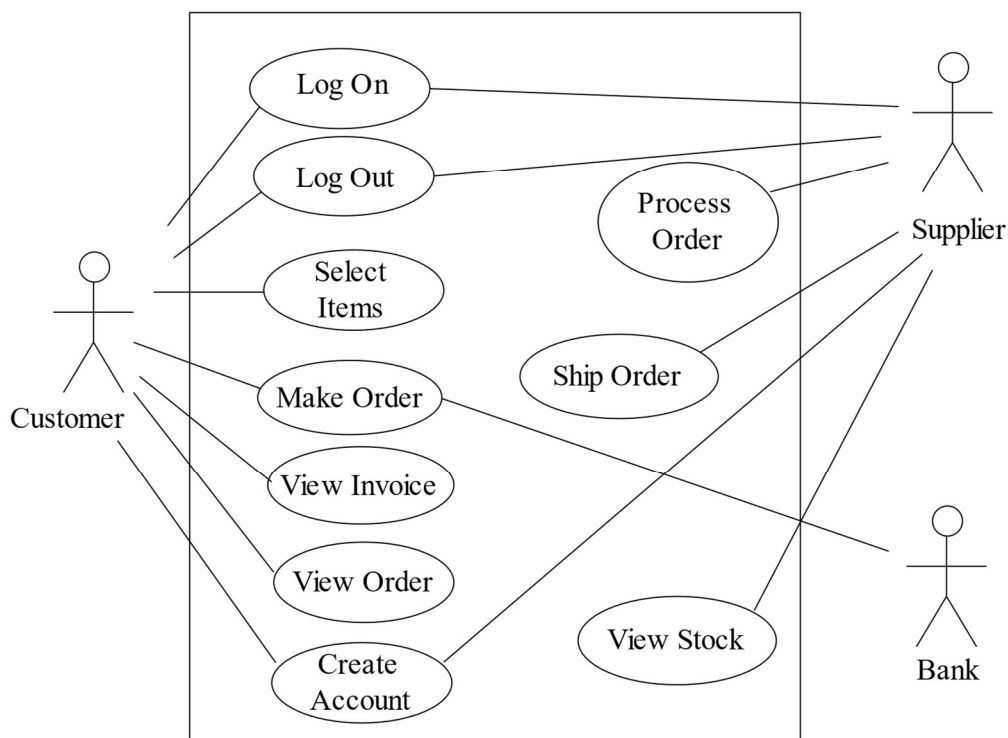 Log On
Log Out
Process
Order
Supplier
Select
Items
Ship Order
Make Order
Customer
View Invoice
View Order
View Stock
Create
Account
Bank